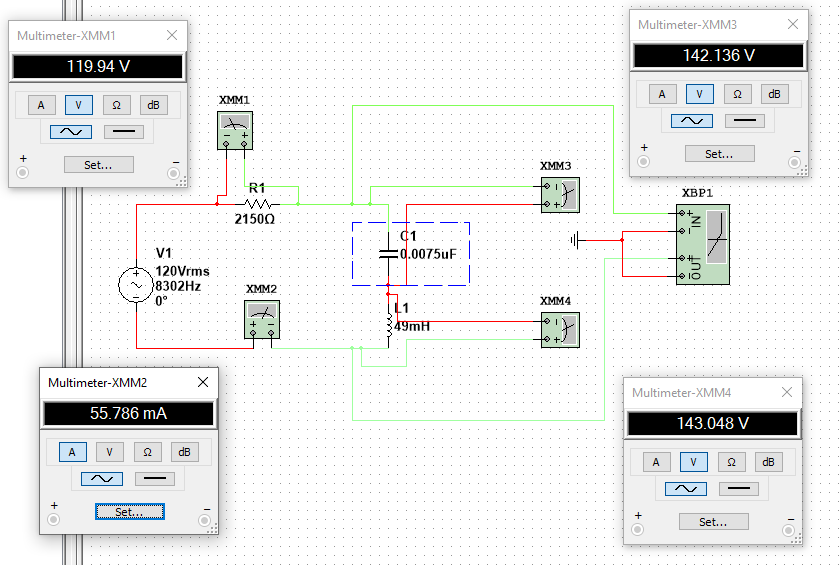 Multimeter-XMM1
119.94 V
A V Ω dB
+ Set... −
Multimeter-XMM3
142.136 V
A V Ω dB
+ Set... −
XMM1
− +
R1
2150Ω
XMM3
XBP1
+ IN −
+ OUT −
C1
0.0075uF
V1
120Vrms
8302Hz
0°
+ −
XMM2
+ −
L1
49mH
XMM4
− +
Multimeter-XMM2
55.786 mA
A V Ω dB
+ Set... −
Multimeter-XMM4
143.048 V
A V Ω dB
+ Set... −